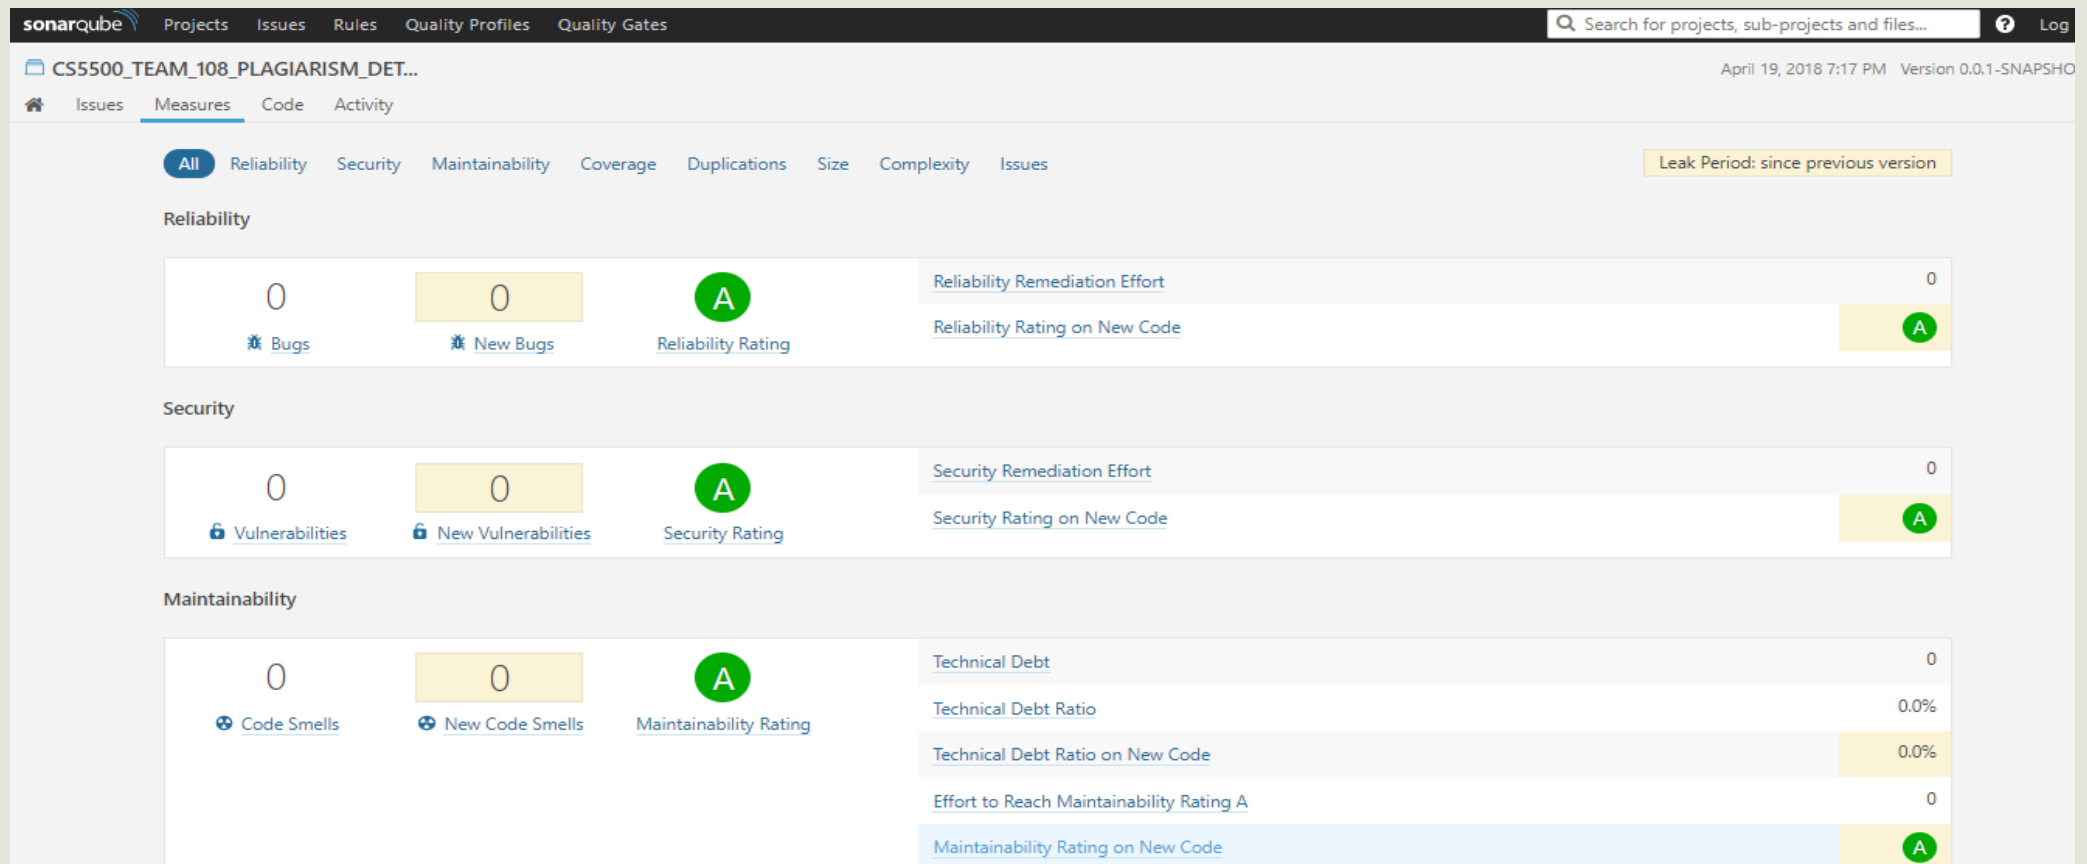 sonarqube Projects Issues Rules Quality Profiles Quality Gates Search for projects, sub-projects and files... ? Log
CS5500_TEAM_108_PLAGIARISM_DET... April 19, 2018 7:17 PM Version 0.0.1-SNAPSHO
Issues Measures Code Activity
All Reliability Security Maintainability Coverage Duplications Size Complexity Issues Leak Period: since previous version
Reliability
0 0 A Reliability Remediation Effort 0
Bugs New Bugs Reliability Rating Reliability Rating on New Code A
Security
0 0 A Security Remediation Effort 0
Vulnerabilities New Vulnerabilities Security Rating Security Rating on New Code A
Maintainability
0 0 A Technical Debt 0
Code Smells New Code Smells Maintainability Rating Technical Debt Ratio 0.0%
Technical Debt Ratio on New Code 0.0%
Effort to Reach Maintainability Rating A 0
Maintainability Rating on New Code A